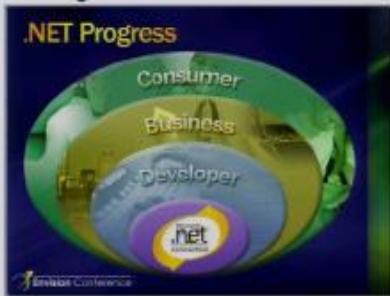 .NET Progress
Consumer
Business
Developer
.net
Envision Conference